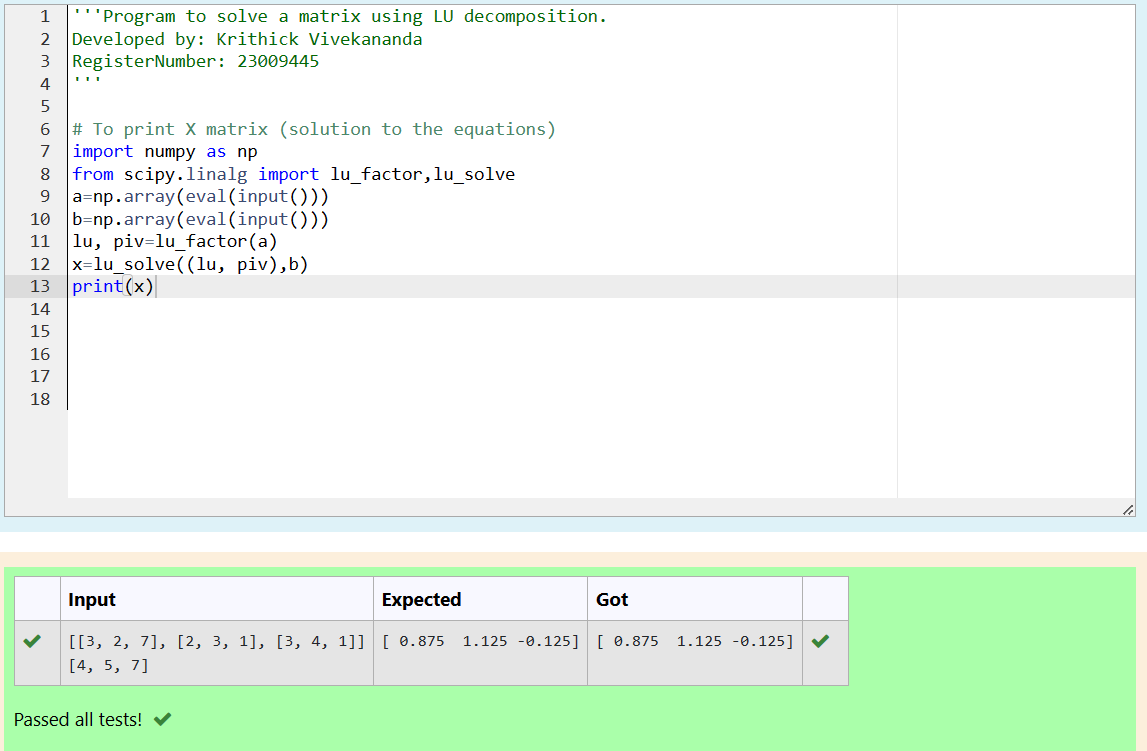 1 '''Program to solve a matrix using LU decomposition.
2 Developed by: Krithick Vivekananda
3 RegisterNumber: 23009445
4 '''
5
6 # To print X matrix (solution to the equations)
7 import numpy as np
8 from scipy.linalg import lu_factor,lu_solve
9 a=np.array(eval(input()))
10 b=np.array(eval(input()))
11 lu, piv=lu_factor(a)
12 x=lu_solve((lu, piv),b)
13 print(x)
14
15
16
17
18
Input Expected Got
[[3, 2, 7], [2, 3, 1], [3, 4, 1]] [ 0.875  1.125 -0.125] [ 0.875  1.125 -0.125]
[4, 5, 7]
Passed all tests!